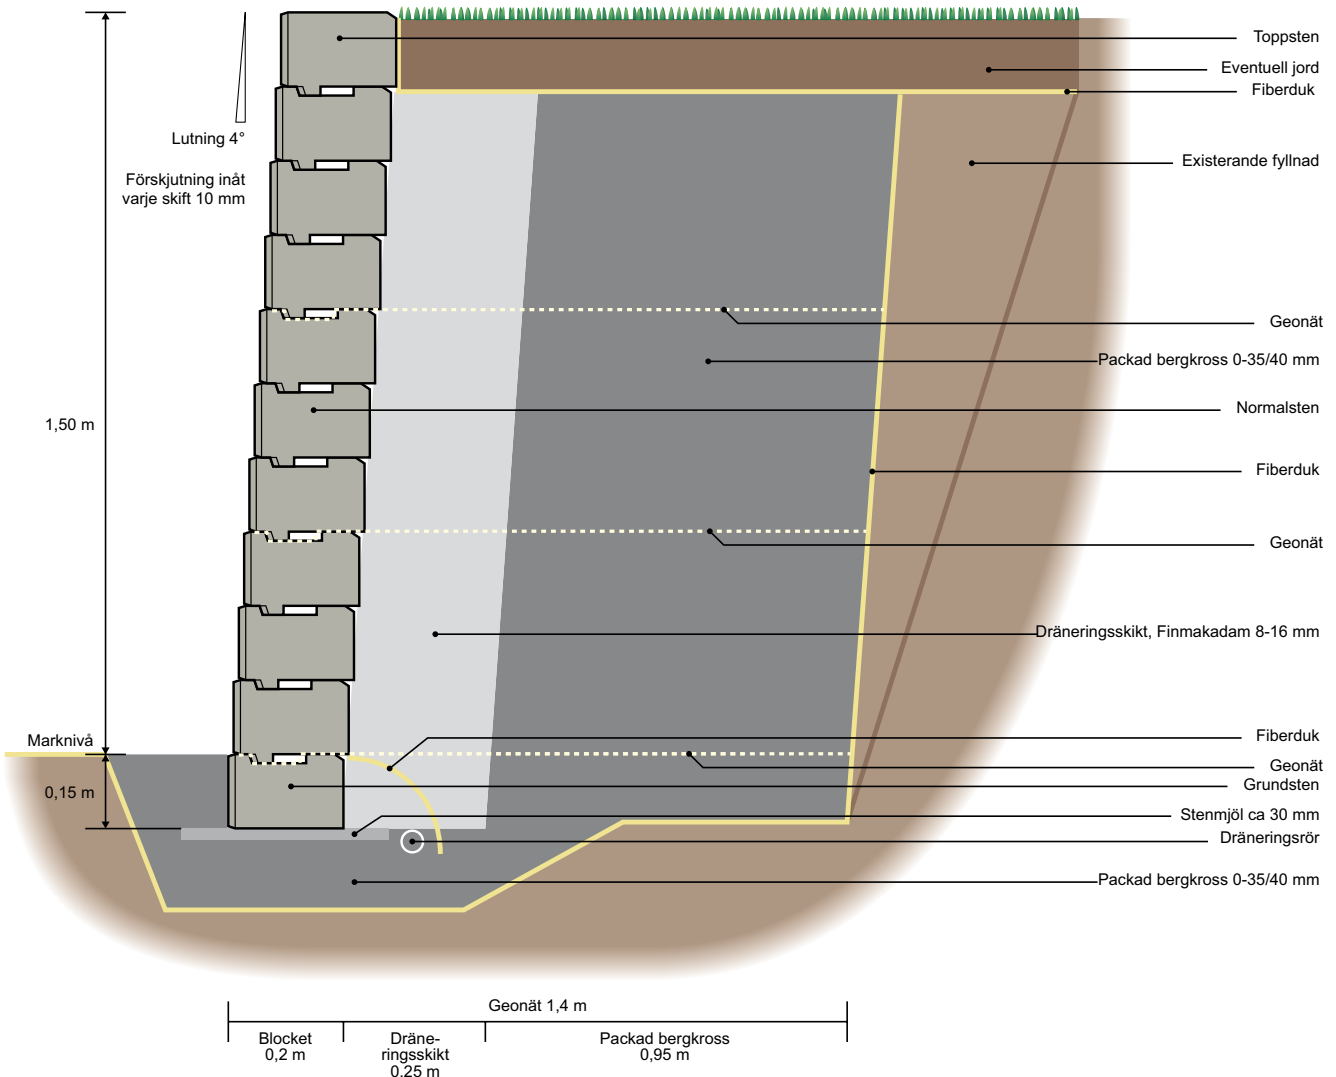 Toppsten
Eventuell jord
Fiberduk
Lutning 4°
Existerande fyllnad
Förskjutning inåt
varje skift 10 mm
Geonät
Packad bergkross 0-35/40 mm
Normalsten
1,50 m
Fiberduk
Geonät
Dräneringsskikt, Finmakadam 8-16 mm
Marknivå
Fiberduk
Geonät
Grundsten
0,15 m
Stenmjöl ca 30 mm
Dräneringsrör
Packad bergkross 0-35/40 mm
Geonät 1,4 m
Blocket
0,2 m
Dräne-
ringsskikt
0.25 m
Packad bergkross
0,95 m